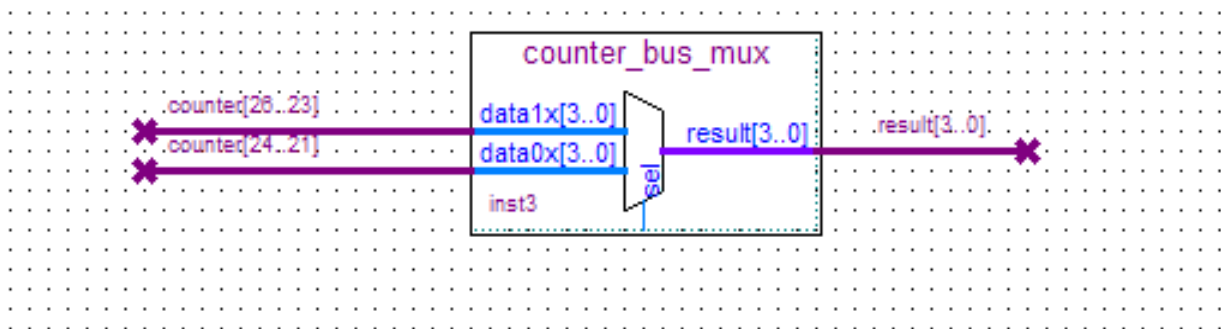 counter_bus_mux
counter[26..23]
data1x[3..0]
counter[24..21]
data0x[3..0]
result[3..0]
result[3..0]
sel
inst3